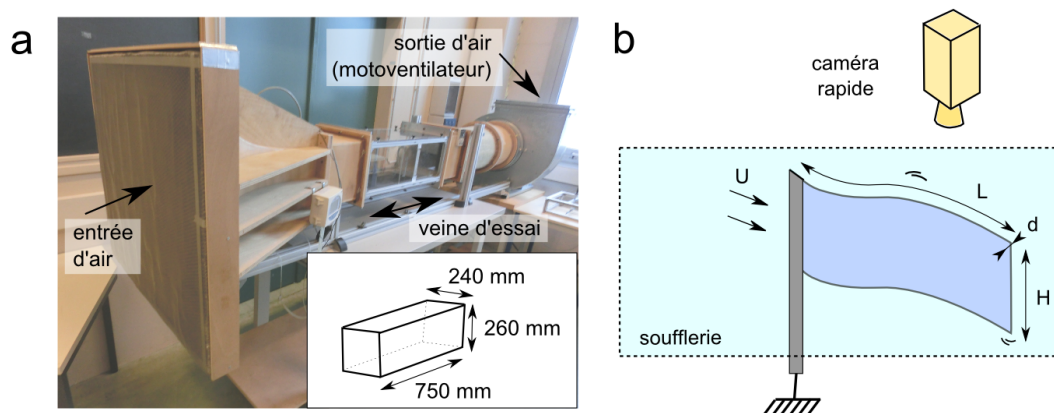 a
sortie d'air
(motoventilateur)
entrée
d'air
veine d'essai
240 mm
260 mm
750 mm
b
caméra
rapide
U
L
d
H
soufflerie